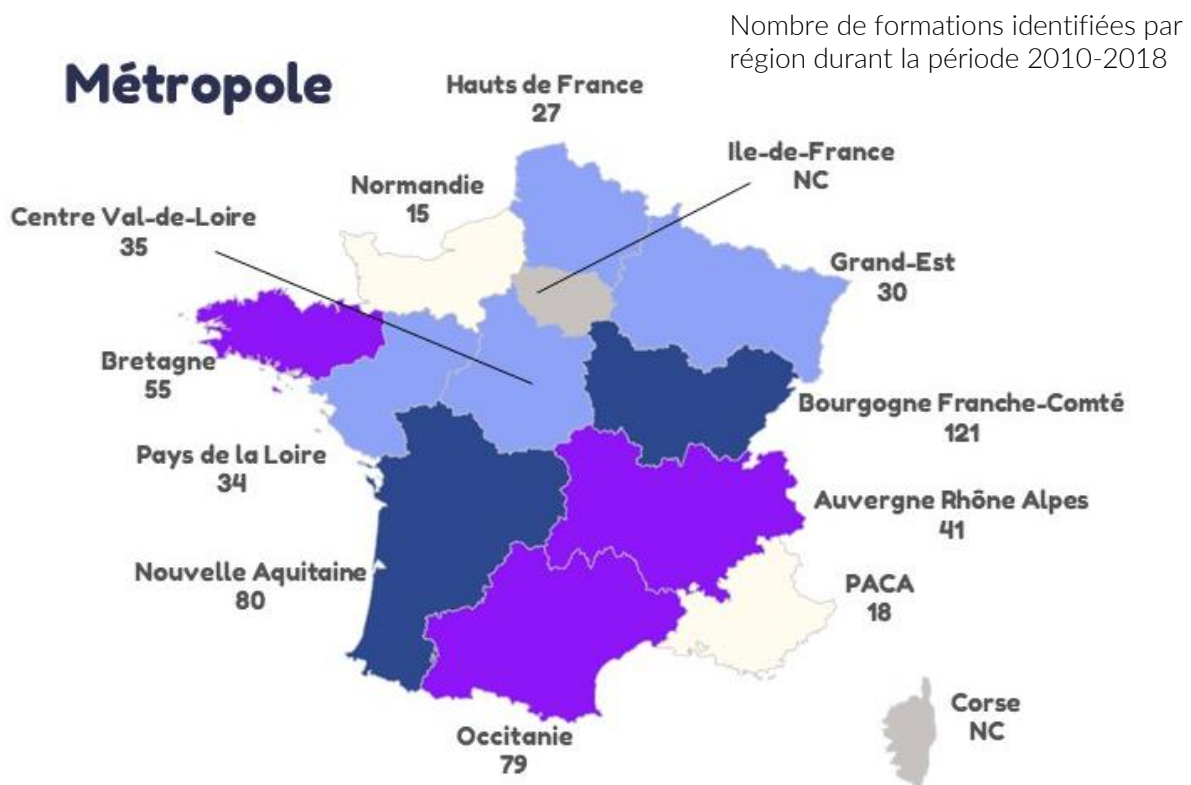 Nombre de formations identifiées par
région durant la période 2010-2018
Métropole
Hauts de France
27
Ile-de-France
NC
Normandie
15
Centre Val-de-Loire
35
Grand-Est
30
Bretagne
55
Bourgogne Franche-Comté
121
Pays de la Loire
34
Auvergne Rhône Alpes
41
Nouvelle Aquitaine
80
PACA
18
Corse
NC
Occitanie
79